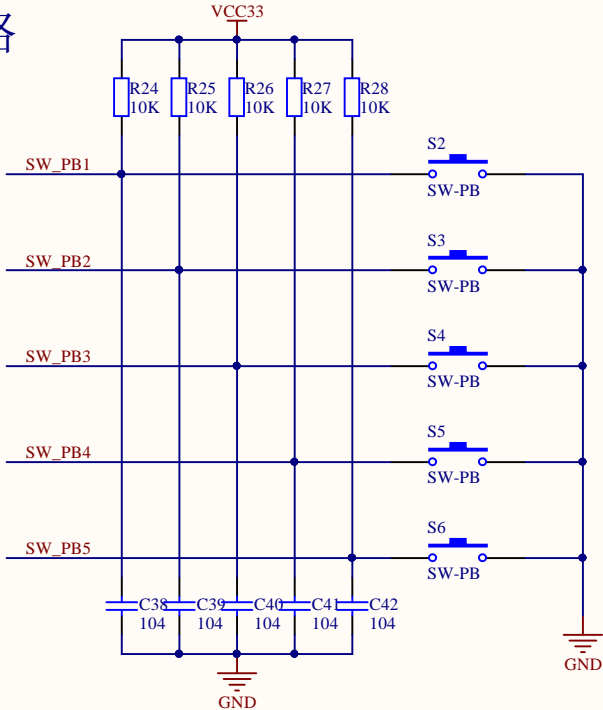 VCC33
路
R24 R25 R26 R27 R28
10K 10K 10K 10K 10K
S2
SW_PB1
SW-PB
S3
SW_PB2
SW-PB
S4
SW_PB3
SW-PB
S5
SW_PB4
SW-PB
S6
SW_PB5
SW-PB
C38 C39 C40 C41 C42
104 104 104 104 104
GND
GND